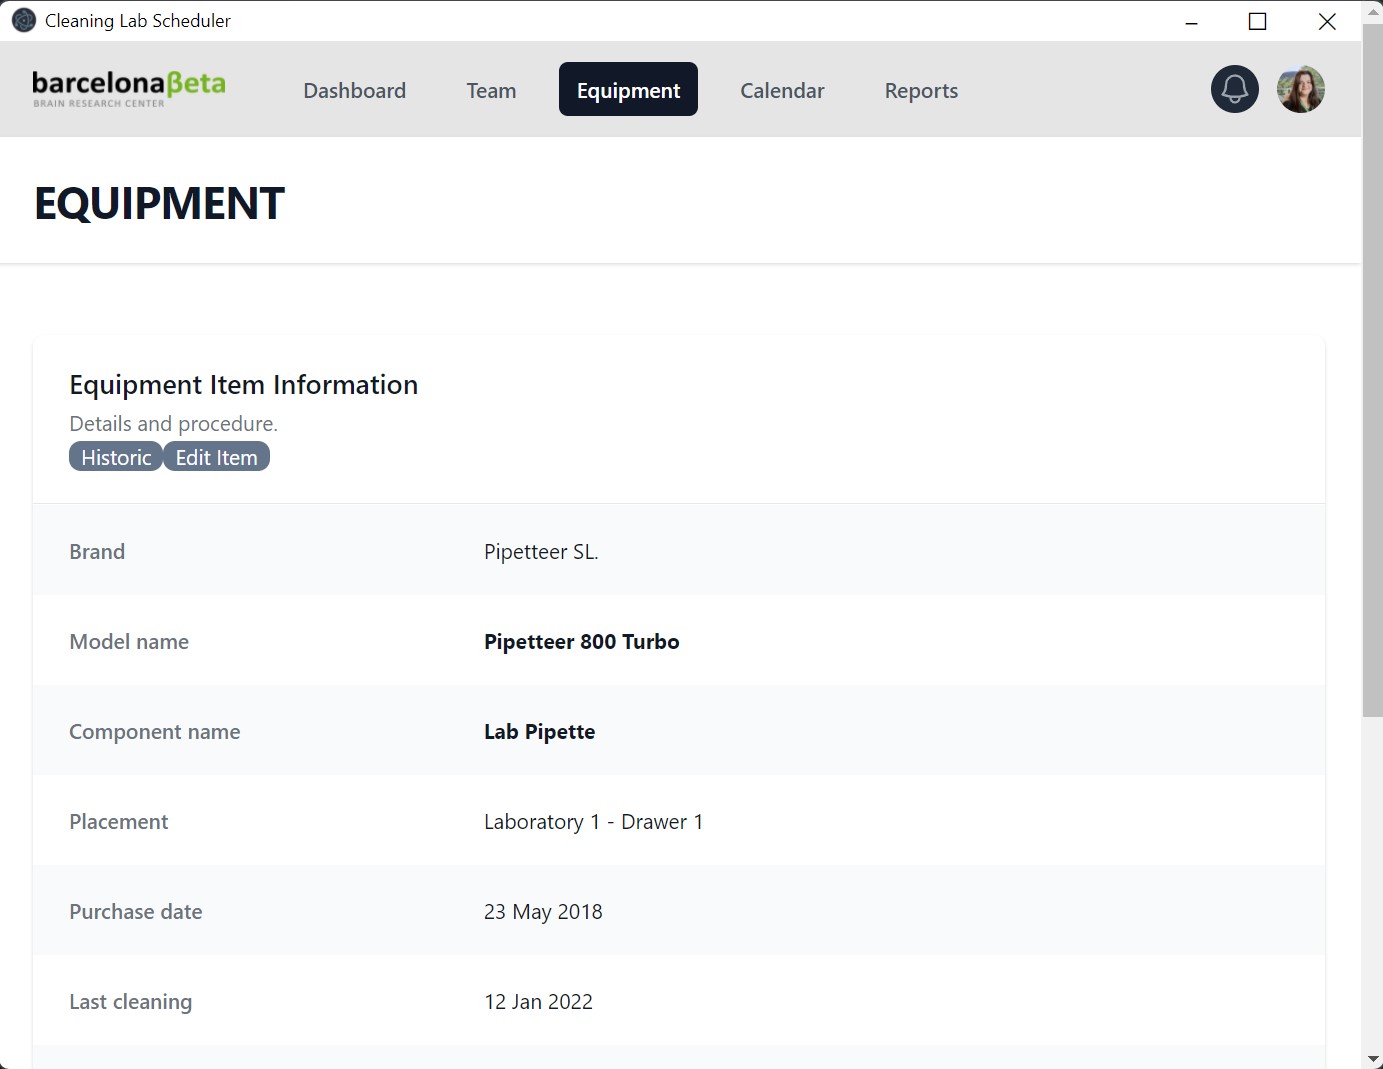 Cleaning Lab Scheduler
barcelonaβeta
BRAIN RESEARCH CENTER
Dashboard Team Equipment Calendar Reports
EQUIPMENT
Equipment Item Information
Details and procedure.
Historic Edit Item
Brand Pipetteer SL.
Model name Pipetteer 800 Turbo
Component name Lab Pipette
Placement Laboratory 1 - Drawer 1
Purchase date 23 May 2018
Last cleaning 12 Jan 2022